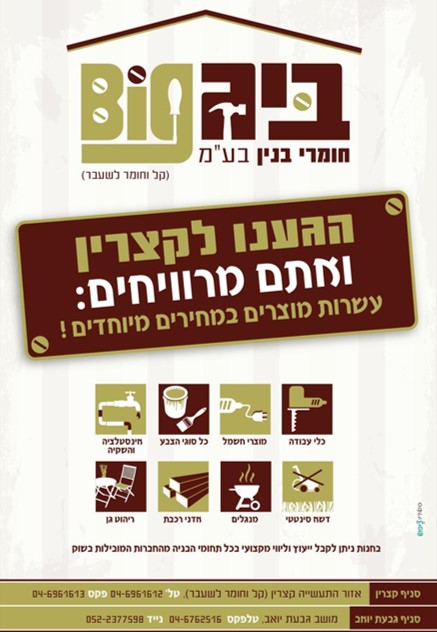 BIG ביג
חומרי בנין בע"מ
(קל וחומר לשעבר)
הגענו לקצרין
ואתם מרוויחים:
עשרות מוצרים במחירים מיוחדים!
כלי עבודה
מוצרי חשמל
כל סוגי הצבע
אינסטלציה והשקיה
דשא סינטטי
מנגלים
אדני רכבת
ריהוט גן
בחנות ניתן לקבל ייעוץ וליווי מקצועי בכל תחומי הבניה מהחברות המובילות בשוק
סניף קצרין אזור התעשייה קצרין (קל וחומר לשעבר). טל' 04-6961612 פקס 04-6961613
סניף גבעת יואב מושב גבעת יואב. טלפקס 04-6762516 נייד 052-2377598